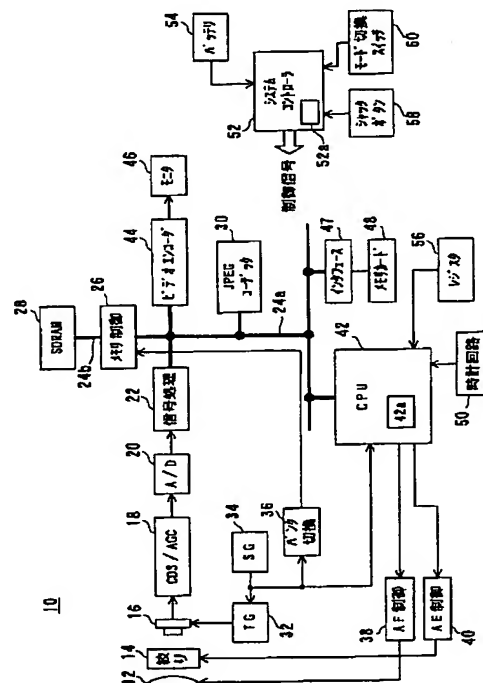 10
12
14
絞り
16
18
CDS/AGC
20
A/D
22
信号処理
24b
28
SDRAM
26
メモリ制御
44
ビデオエンコーダ
46
モニタ
30
JPEG
コーデック
24a
32
TG
34
SG
36
バンク
切換
38
AF制御
40
AE制御
42
CPU
42a
47
インタフェース
48
メモリカード
50
時計回路
56
レジスタ
54
バッテリ
52
システム
コントローラ
52a
制御信号
58
シャッタ
ボタン
60
モード切換
スイッチ